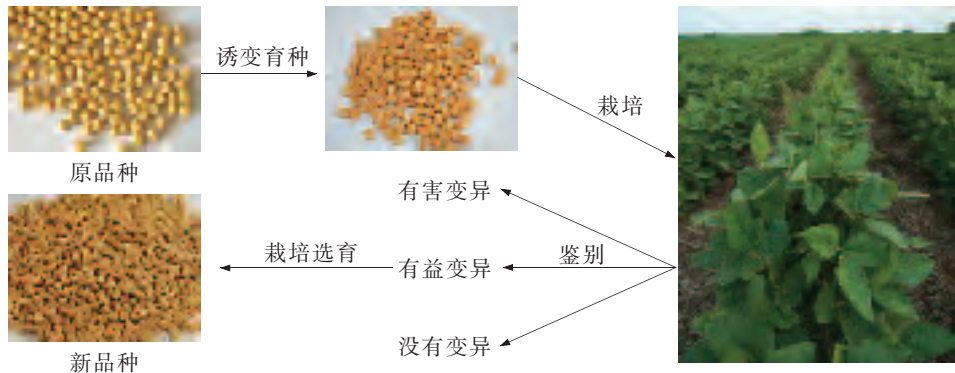 诱变育种
栽培
原品种
有害变异
栽培选育
有益变异
鉴别
没有变异
新品种